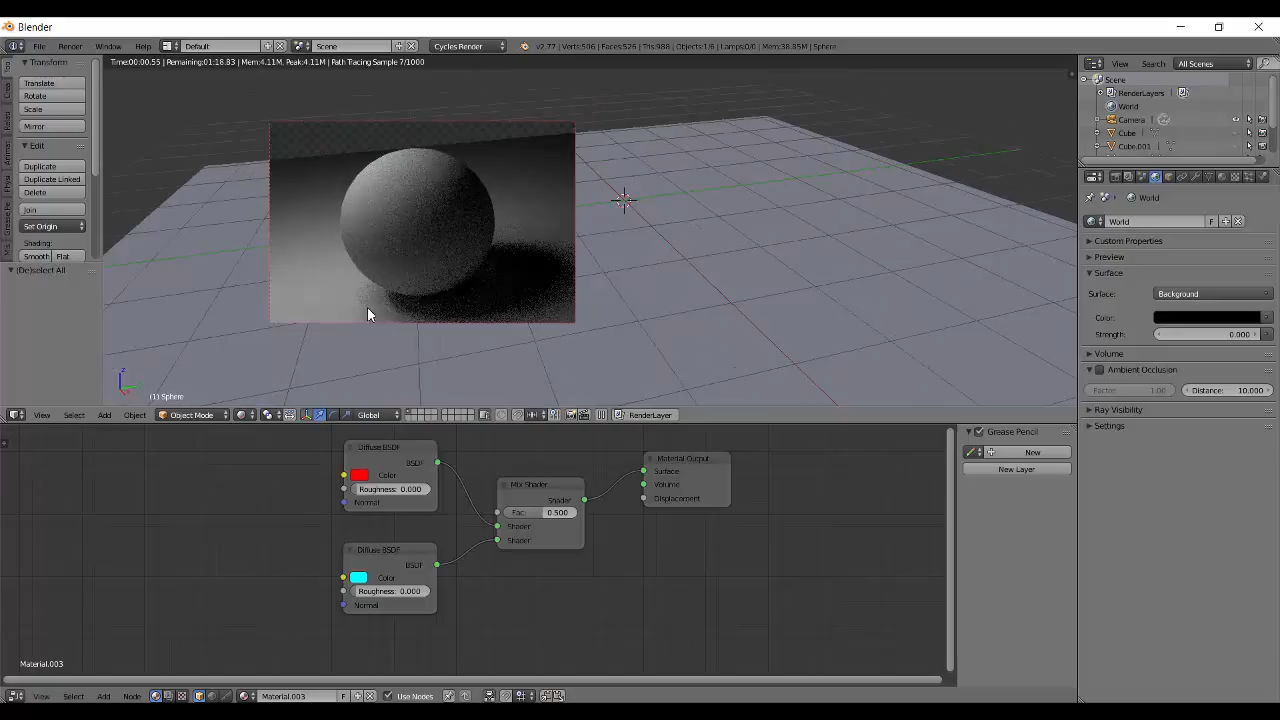 Blender
File Render Window Help Default Scene Cycles Render v2.77 | Verts:506 | Faces:526 | Tris:988 | Objects:1/6 | Lamps:0/0 | Mem:38.85M | Sphere
Time:00:00.55 | Remaining:01:18.83 | Mem:4.11M, Peak:4.11M | Path Tracing Sample 7/1000
View Search All Scenes
Transform
Translate
Rotate
Scale
Mirror
Edit
Duplicate
Duplicate Linked
Delete
Join
Set Origin
Shading:
Smooth Flat
(De)select All
Scene
RenderLayers
World
Camera
Cube
Cube.001
World
World F
Custom Properties
Preview
Surface
Surface: Background
Color:
Strength: 0.000
Volume
Ambient Occlusion
Factor: 1.00 Distance: 10.000
Ray Visibility
Settings
z
(1) Sphere
View Select Add Object Object Mode Global RenderLayer
Diffuse BSDF
BSDF
Color
Roughness: 0.000
Normal
Diffuse BSDF
BSDF
Color
Roughness: 0.000
Normal
Mix Shader
Shader
Fac: 0.500
Shader
Shader
Material Output
Surface
Volume
Displacement
Grease Pencil
New
New Layer
Material.003
View Select Add Node Material.003 F Use Nodes